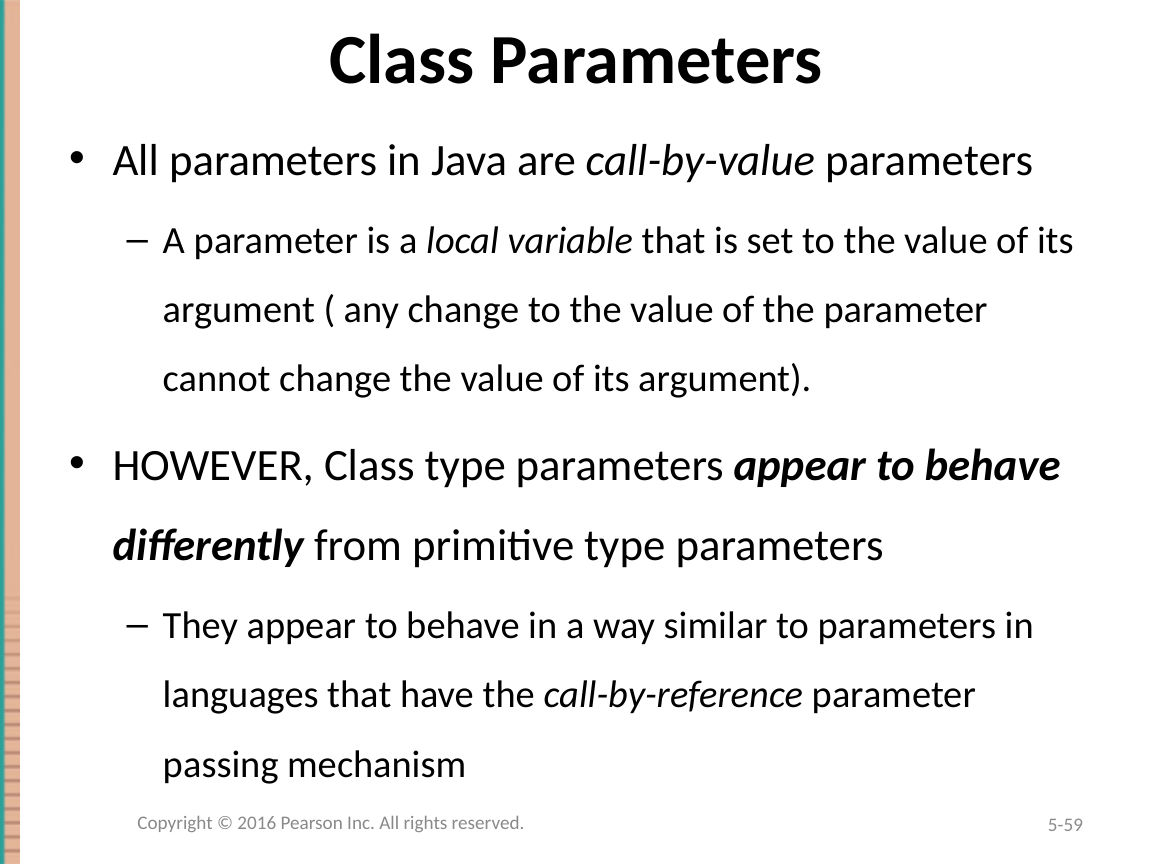 Class Parameters
• All parameters in Java are call-by-value parameters
– A parameter is a local variable that is set to the value of its
argument ( any change to the value of the parameter
cannot change the value of its argument).
• HOWEVER, Class type parameters appear to behave
differently from primitive type parameters
– They appear to behave in a way similar to parameters in
languages that have the call-by-reference parameter
passing mechanism
Copyright © 2016 Pearson Inc. All rights reserved.
5-59